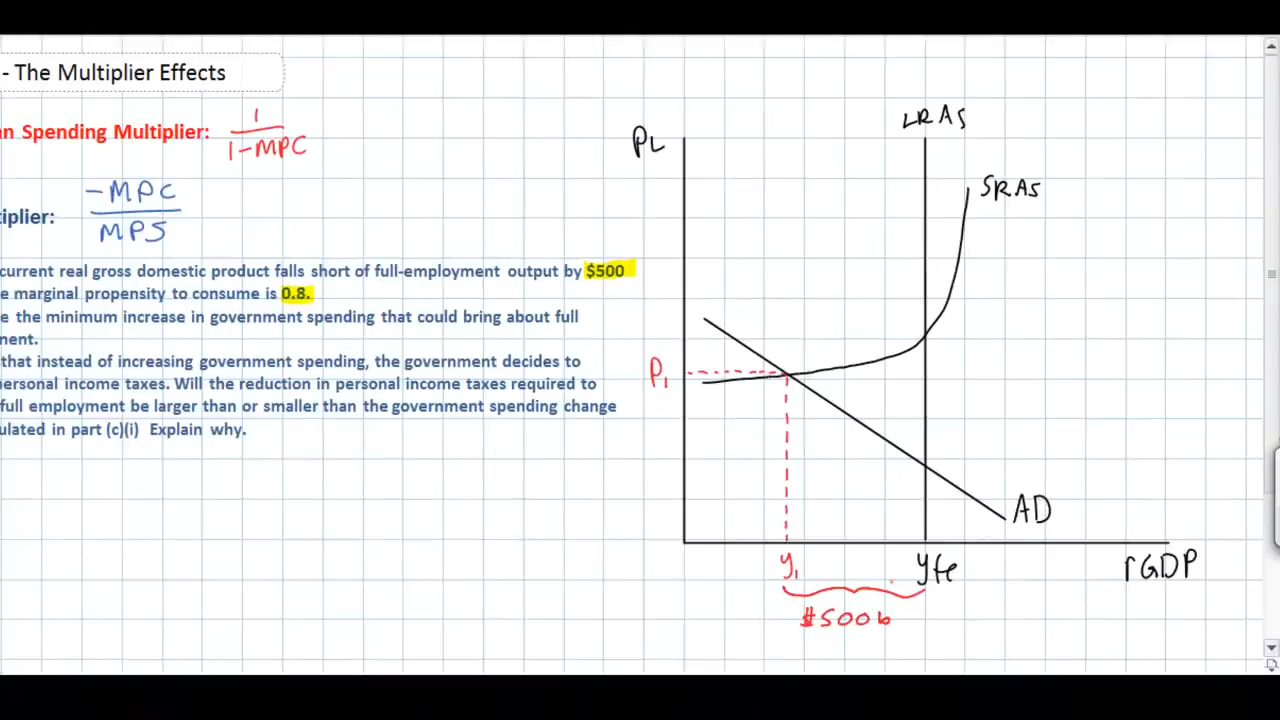 - The Multiplier Effects
an Spending Multiplier: 1
1-MPC
-MPC
tiplier:
MPS
current real gross domestic product falls short of full-employment output by $500
e marginal propensity to consume is 0.8.
e the minimum increase in government spending that could bring about full
nent.
that instead of increasing government spending, the government decides to
personal income taxes. Will the reduction in personal income taxes required to
full employment be larger than or smaller than the government spending change
ulated in part (c)(i) Explain why.
PL
LRAS
SRAS
P1
AD
y1
yfe
rGDP
$500b